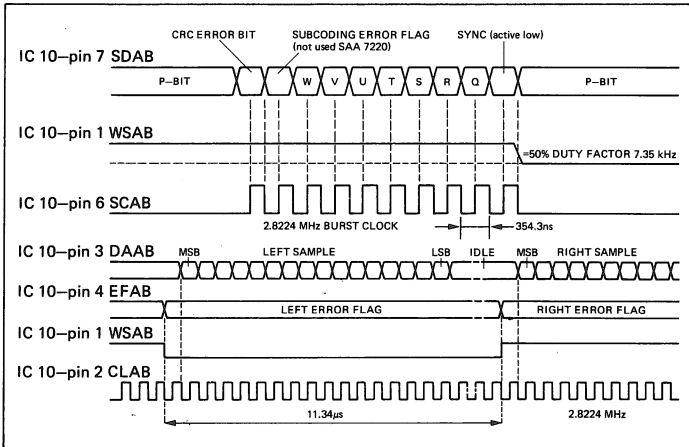 CRC ERROR BIT
SUBCODING ERROR FLAG
(not used SAA 7220)
SYNC (active low)
IC 10–pin 7 SDAB
P–BIT W V U T S R Q P–BIT
IC 10–pin 1 WSAB
=50% DUTY FACTOR 7.35 kHz
IC 10–pin 6 SCAB
2.8224 MHz BURST CLOCK
354.3ns
IC 10–pin 3 DAAB
MSB LEFT SAMPLE LSB IDLE MSB RIGHT SAMPLE
IC 10–pin 4 EFAB
LEFT ERROR FLAG RIGHT ERROR FLAG
IC 10–pin 1 WSAB
IC 10–pin 2 CLAB
11.34μs
2.8224 MHz